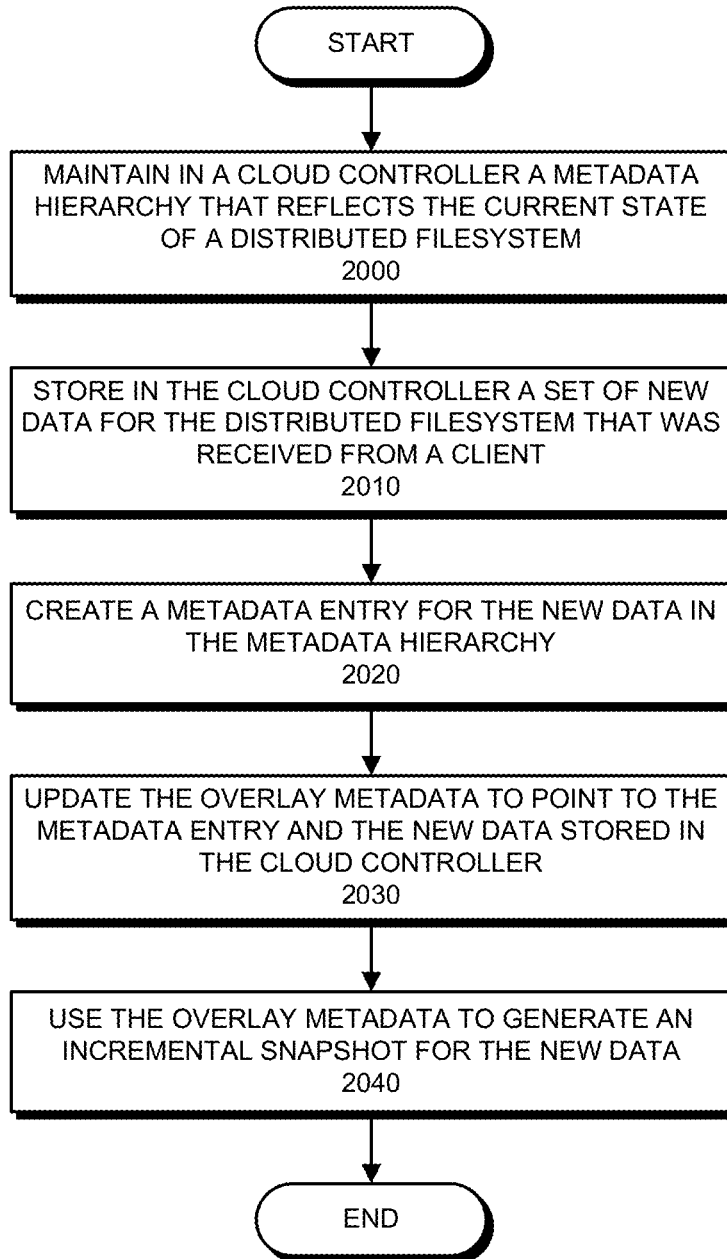 START
MAINTAIN IN A CLOUD CONTROLLER A METADATA
HIERARCHY THAT REFLECTS THE CURRENT STATE
OF A DISTRIBUTED FILESYSTEM
2000
STORE IN THE CLOUD CONTROLLER A SET OF NEW
DATA FOR THE DISTRIBUTED FILESYSTEM THAT WAS
RECEIVED FROM A CLIENT
2010
CREATE A METADATA ENTRY FOR THE NEW DATA IN
THE METADATA HIERARCHY
2020
UPDATE THE OVERLAY METADATA TO POINT TO THE
METADATA ENTRY AND THE NEW DATA STORED IN
THE CLOUD CONTROLLER
2030
USE THE OVERLAY METADATA TO GENERATE AN
INCREMENTAL SNAPSHOT FOR THE NEW DATA
2040
END